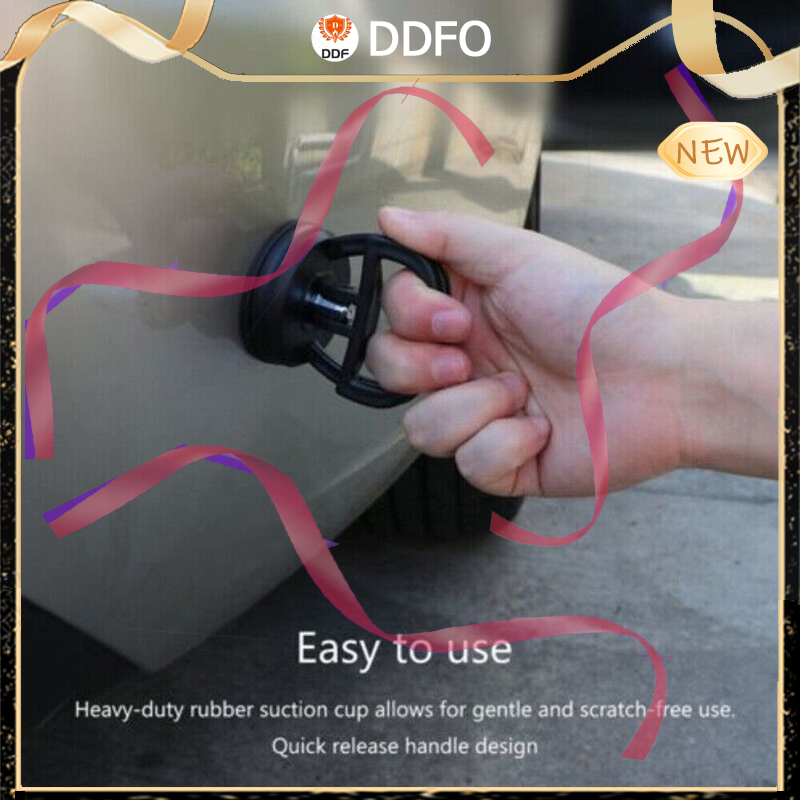 DDF
DDFO
NEW
Easy to use
Heavy-duty rubber suction cup allows for gentle and scratch-free use.
Quick release handle design